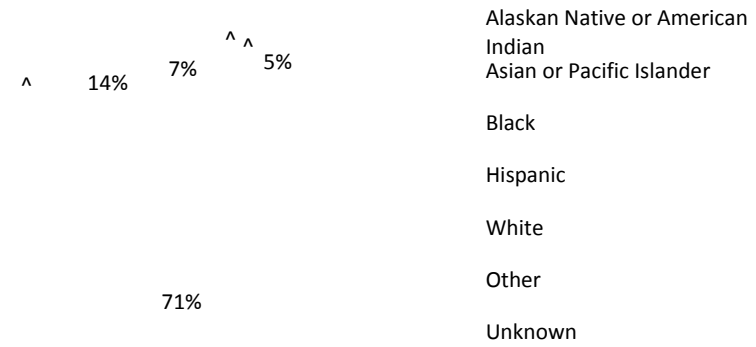 ^ ^
7% 5%
^ 14%
71%
Alaskan Native or American
Indian
Asian or Pacific Islander
Black
Hispanic
White
Other
Unknown